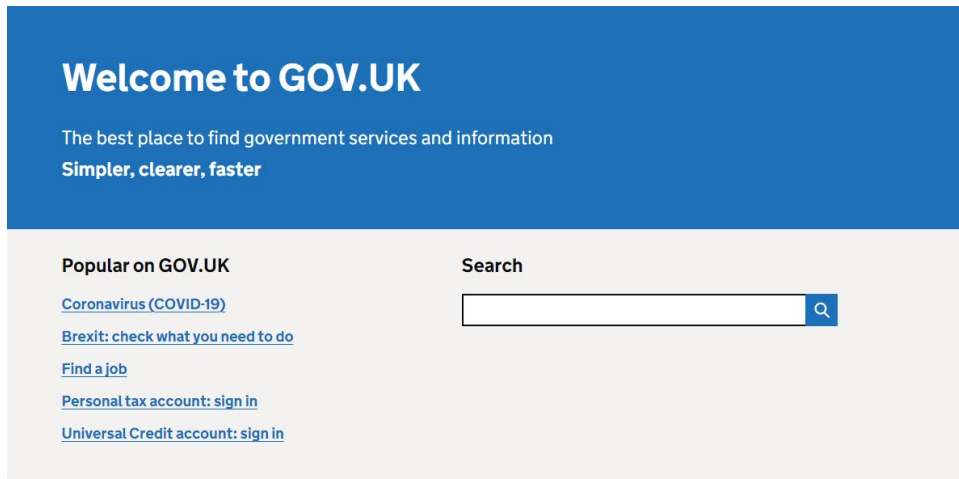 Welcome to GOV.UK
The best place to find government services and information
Simpler, clearer, faster
Popular on GOV.UK
Coronavirus (COVID-19)
Brexit: check what you need to do
Find a job
Personal tax account: sign in
Universal Credit account: sign in
Search